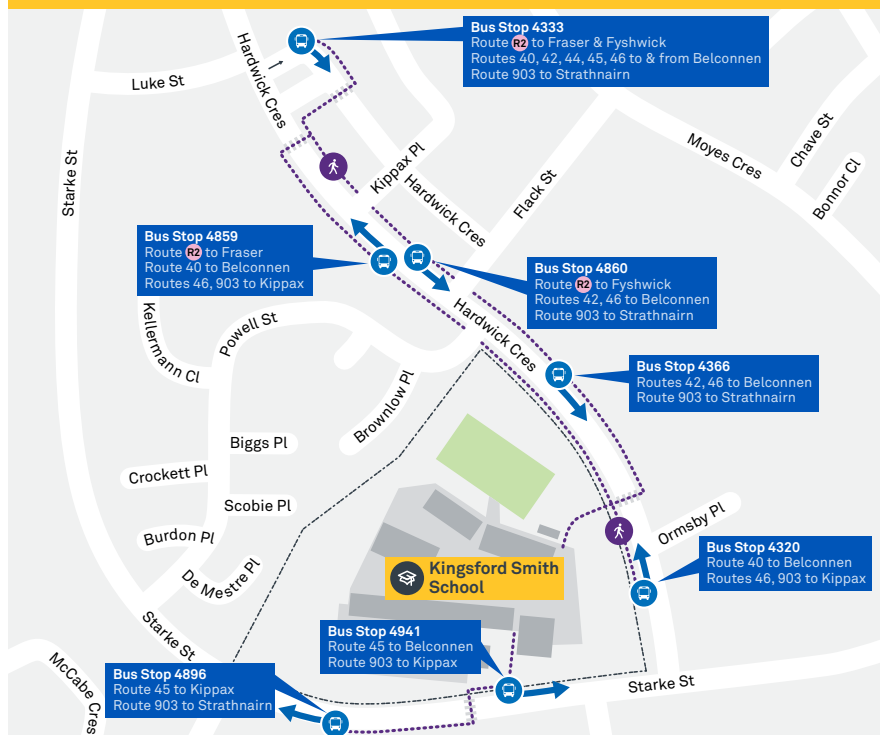 Bus Stop 4333
Route R2 to Fraser & Fyshwick
Routes 40, 42, 44, 45, 46 to & from Belconnen
Route 903 to Strathnairn
Hardwick Cres
Luke St
Starke St
Kippax Pl
Hardwick Cres
Flack St
Moyes Cres
Chave St
Bonnor Cl
Bus Stop 4859
Route R2 to Fraser
Route 40 to Belconnen
Routes 46, 903 to Kippax
Bus Stop 4860
Route R2 to Fyshwick
Routes 42, 46 to Belconnen
Route 903 to Strathnairn
Kellermann Cl
Powell St
Hardwick Cres
Brownlow Pl
Bus Stop 4366
Routes 42, 46 to Belconnen
Route 903 to Strathnairn
Biggs Pl
Crockett Pl
Scobie Pl
Burdon Pl
De Mestre Pl
Ormsby Pl
Kingsford Smith
School
Bus Stop 4320
Route 40 to Belconnen
Routes 46, 903 to Kippax
Starke St
Bus Stop 4941
Route 45 to Belconnen
Route 903 to Kippax
McCabe Cres
Bus Stop 4896
Route 45 to Kippax
Route 903 to Strathnairn
Starke St